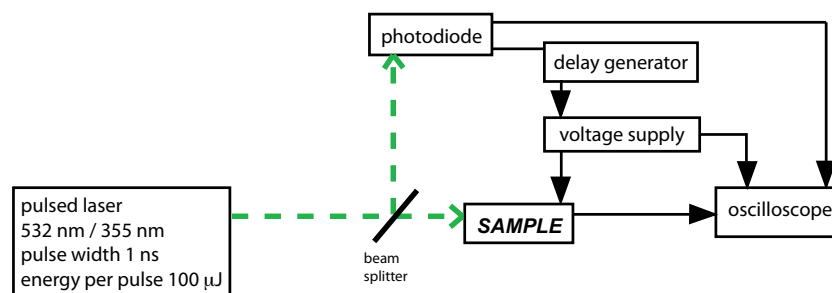 photodiode
delay generator
voltage supply
pulsed laser
532 nm / 355 nm
pulse width 1 ns
energy per pulse 100 µJ
beam
splitter
SAMPLE
oscilloscope